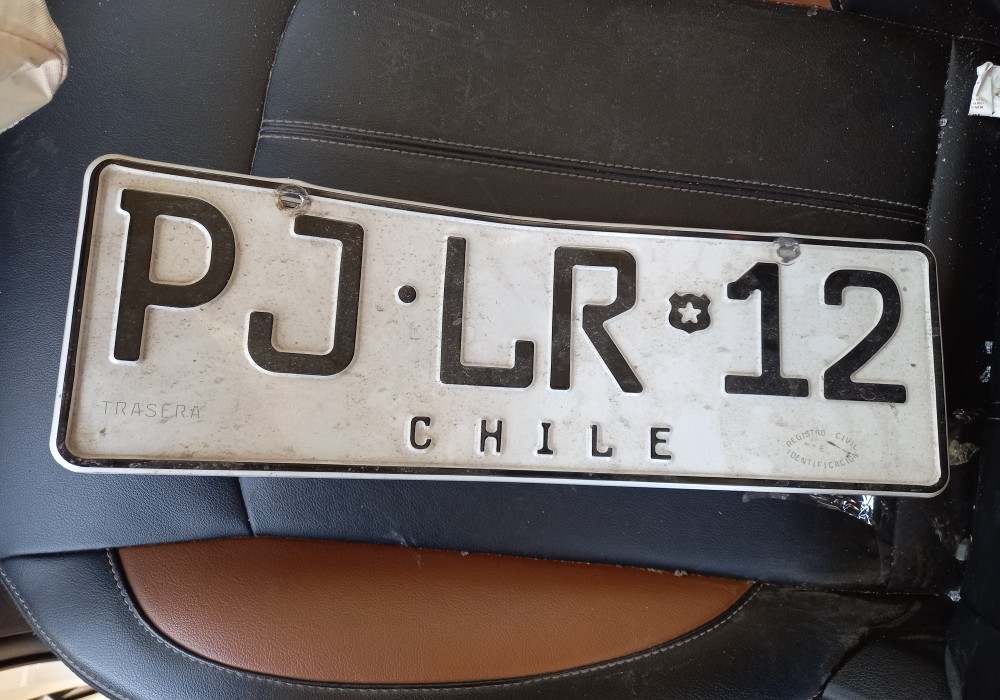 PJ·LR 12
TRASERA
CHILE
REGISTRO CIVIL
E
IDENTIFICACION